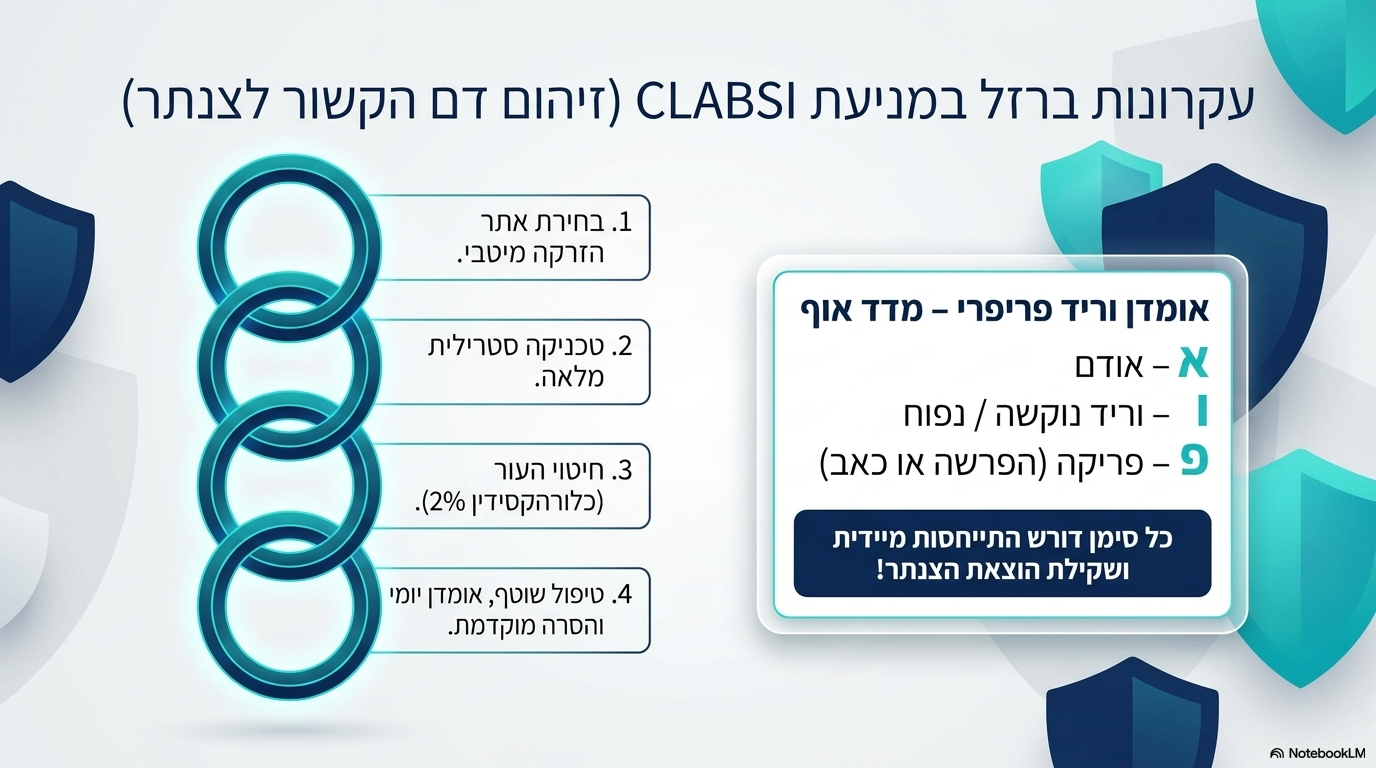 עקרונות ברזל במניעת CLABSI (זיהום דם הקשור לצנתר)
1. בחירת אתר
הזרקה מיטבי.
2. טכניקה סטרילית
מלאה.
3. חיטוי העור
(כלורהקסידין 2%).
4. טיפול שוטף, אומדן יומי
והסרה מוקדמת.
אומדן וריד פריפרי – מדד אוף
א – אודם
ו – וריד נוקשה / נפוח
פ – פריקה (הפרשה או כאב)
כל סימן דורש התייחסות מיידית
ושקילת הוצאת הצנתר!
NotebookLM